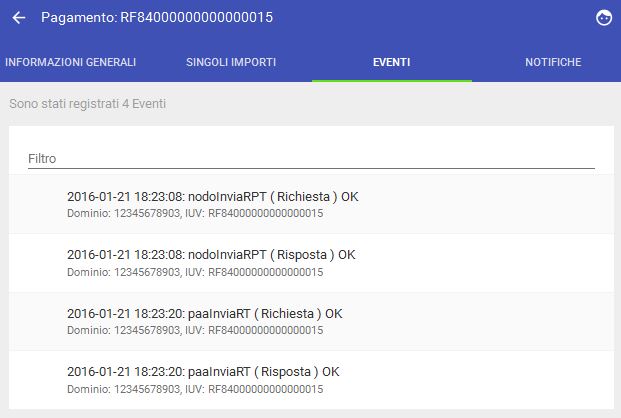 Pagamento: RF84000000000000015
INFORMAZIONI GENERALI SINGOLI IMPORTI EVENTI NOTIFICHE
Sono stati registrati 4 Eventi
Filtro
2016-01-21 18:23:08: nodoInviaRPT ( Richiesta ) OK
Dominio: 12345678903, IUV: RF84000000000000015
2016-01-21 18:23:08: nodoInviaRPT ( Risposta ) OK
Dominio: 12345678903, IUV: RF84000000000000015
2016-01-21 18:23:20: paaInviaRT ( Richiesta ) OK
Dominio: 12345678903, IUV: RF84000000000000015
2016-01-21 18:23:20: paaInviaRT ( Risposta ) OK
Dominio: 12345678903, IUV: RF84000000000000015